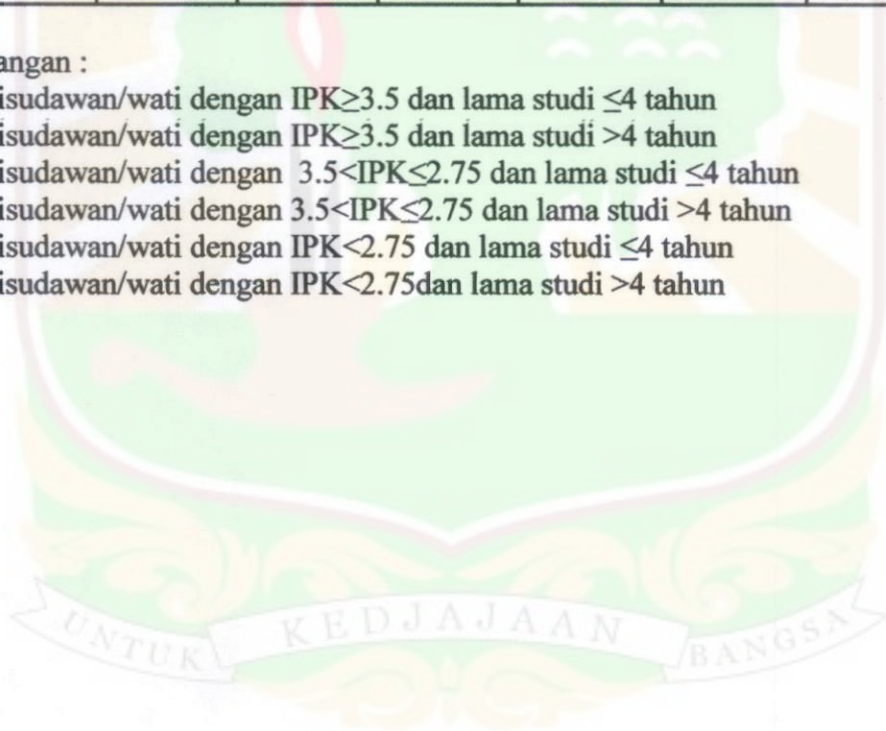 angan :
isudawan/wati dengan IPK≥3.5 dan lama studi ≤4 tahun
isudawan/wati dengan IPK≥3.5 dan lama studi >4 tahun
isudawan/wati dengan 3.5<IPK≤2.75 dan lama studi ≤4 tahun
isudawan/wati dengan 3.5<IPK≤2.75 dan lama studi >4 tahun
isudawan/wati dengan IPK<2.75 dan lama studi ≤4 tahun
isudawan/wati dengan IPK<2.75dan lama studi >4 tahun
UNTUK KEDJAJAAN BANGSA